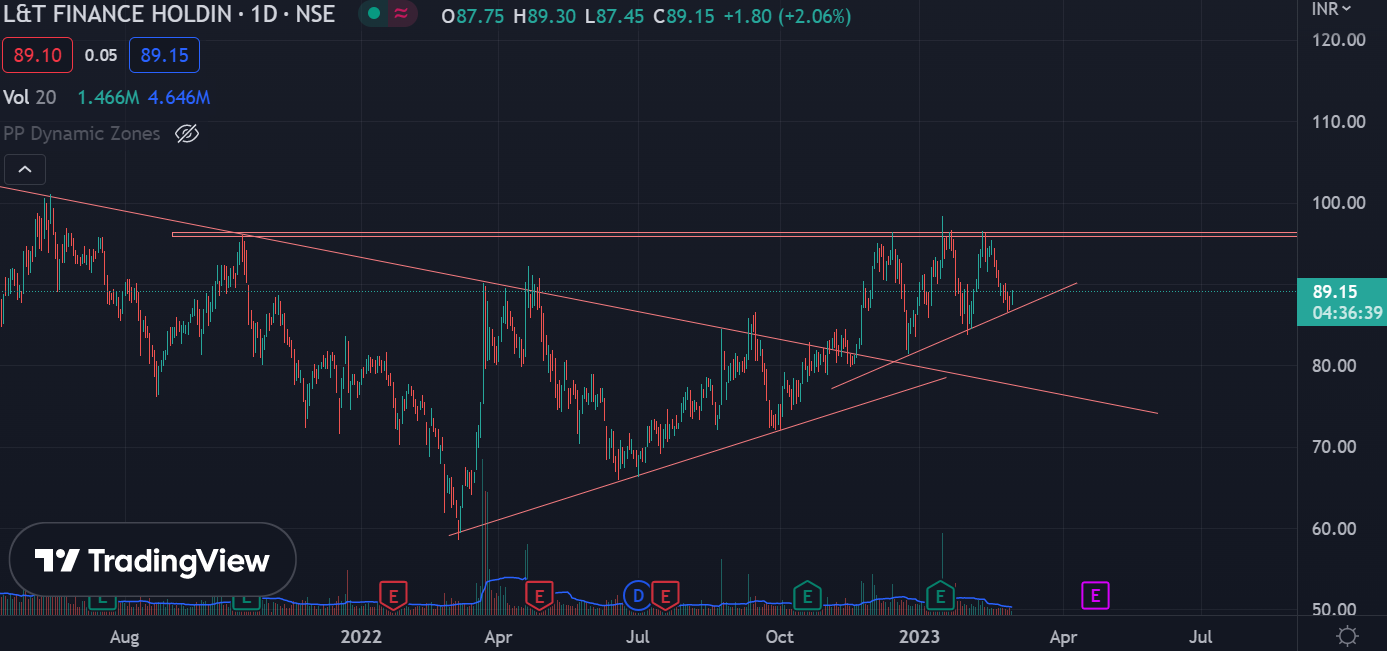 L&T FINANCE HOLDIN · 1D · NSE O87.75 H89.30 L87.45 C89.15 +1.80 (+2.06%) INR
89.10 0.05 89.15
120.00
Vol 20 1.466M 4.646M
110.00
PP Dynamic Zones
100.00
89.15
04:36:39
80.00
70.00
60.00
TradingView
E E E E D E E E E
50.00
Aug 2022 Apr Jul Oct 2023 Apr Jul